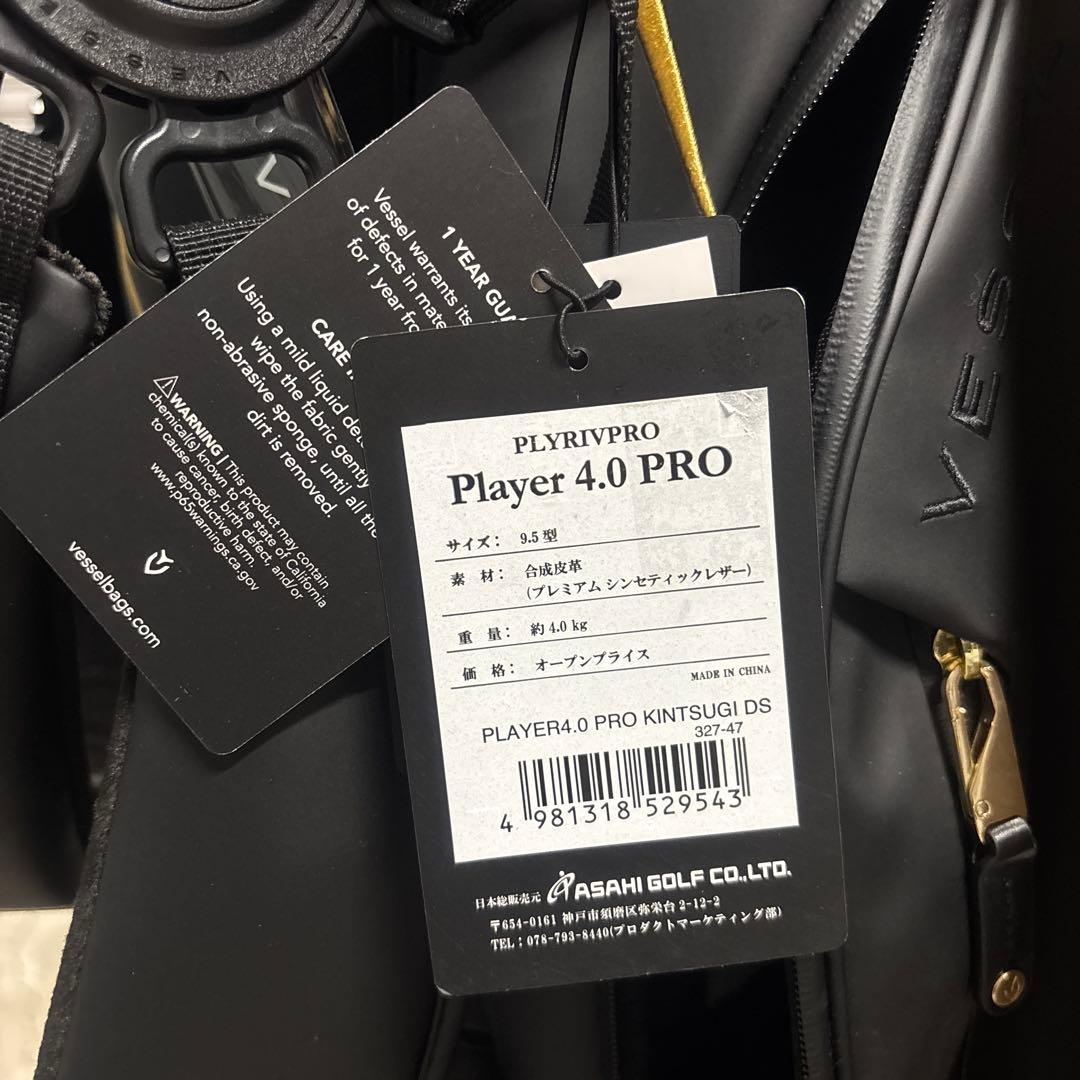 VESS
1 YEAR GUA
Vessel warrants its
of defects in mate
for 1 year fro
CARE
Using a mild liquid det
wipe the fabric gently
non-abrasive sponge, until all the
dirt is removed.
⚠WARNING | This product may contain
chemical(s) known to the state of California
to cause cancer, birth defect, and/or
reproductive harm.
www.p65warnings.ca.gov
vesselbags.com
PLYRIVPRO
Player 4.0 PRO
サイズ： 9.5 型
素 材： 合成皮革
(プレミアム シンセティックレザー)
重 量： 約 4.0 kg
価 格： オープンプライス
MADE IN CHINA
PLAYER4.0 PRO KINTSUGI DS
327-47
4 981318 529543
日本総販売元 ASAHI GOLF CO.,LTD.
〒654-0161 神戸市須磨区弥栄台 2-12-2
TEL：078-793-8440(プロダクトマーケティング部)
VESS